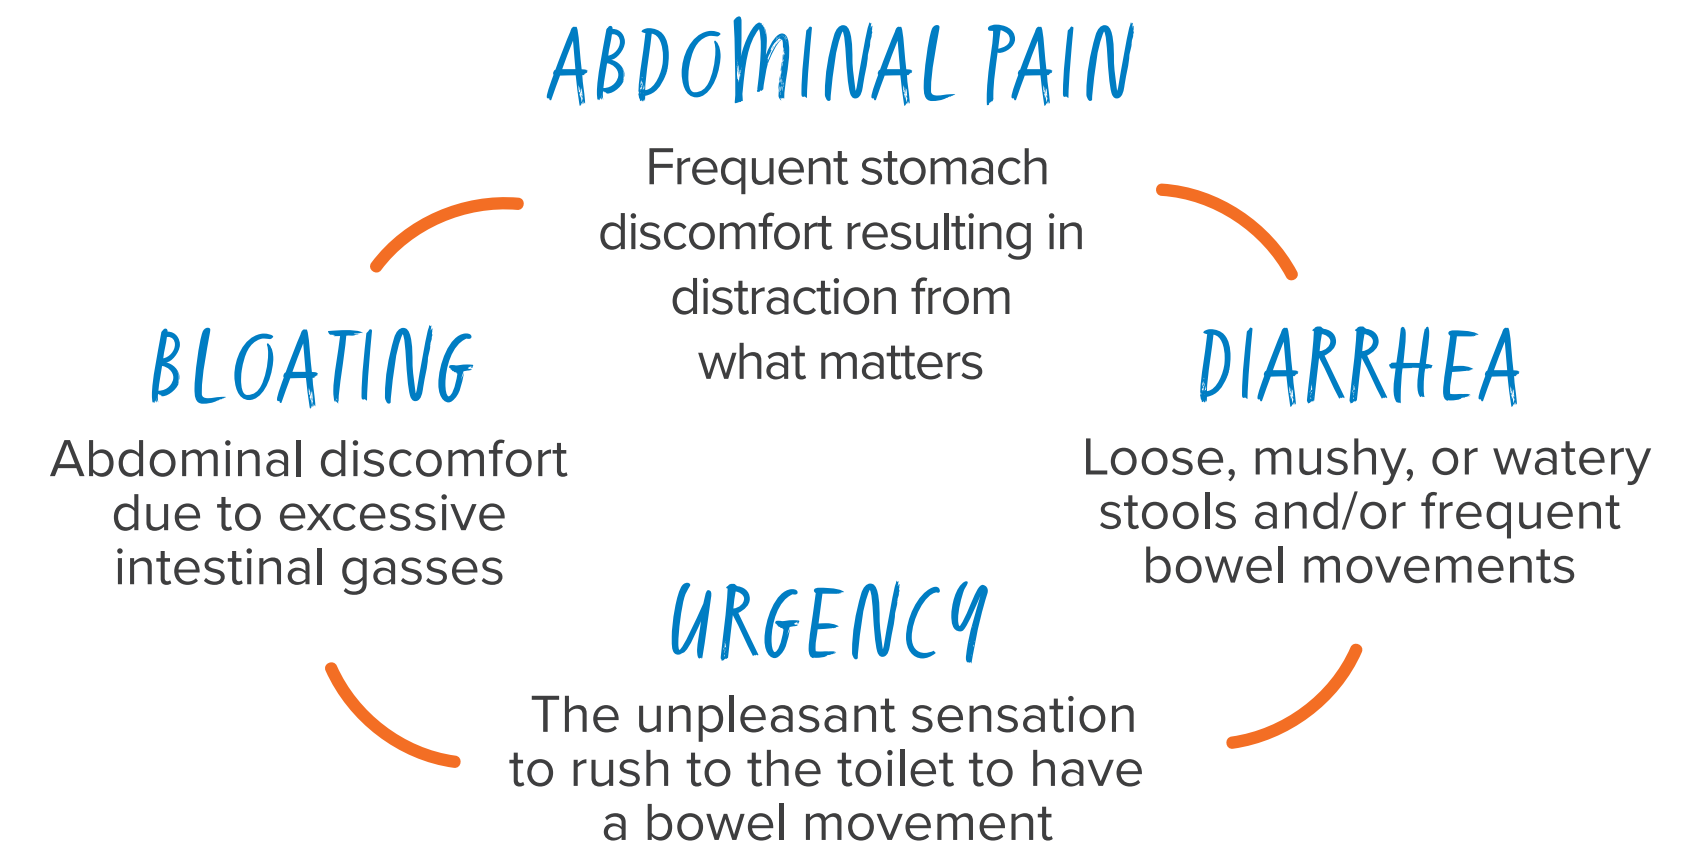 ABDOMINAL PAIN
Frequent stomach
discomfort resulting in
distraction from
what matters
BLOATING
Abdominal discomfort
due to excessive
intestinal gasses
DIARRHEA
Loose, mushy, or watery
stools and/or frequent
bowel movements
URGENCY
The unpleasant sensation
to rush to the toilet to have
a bowel movement